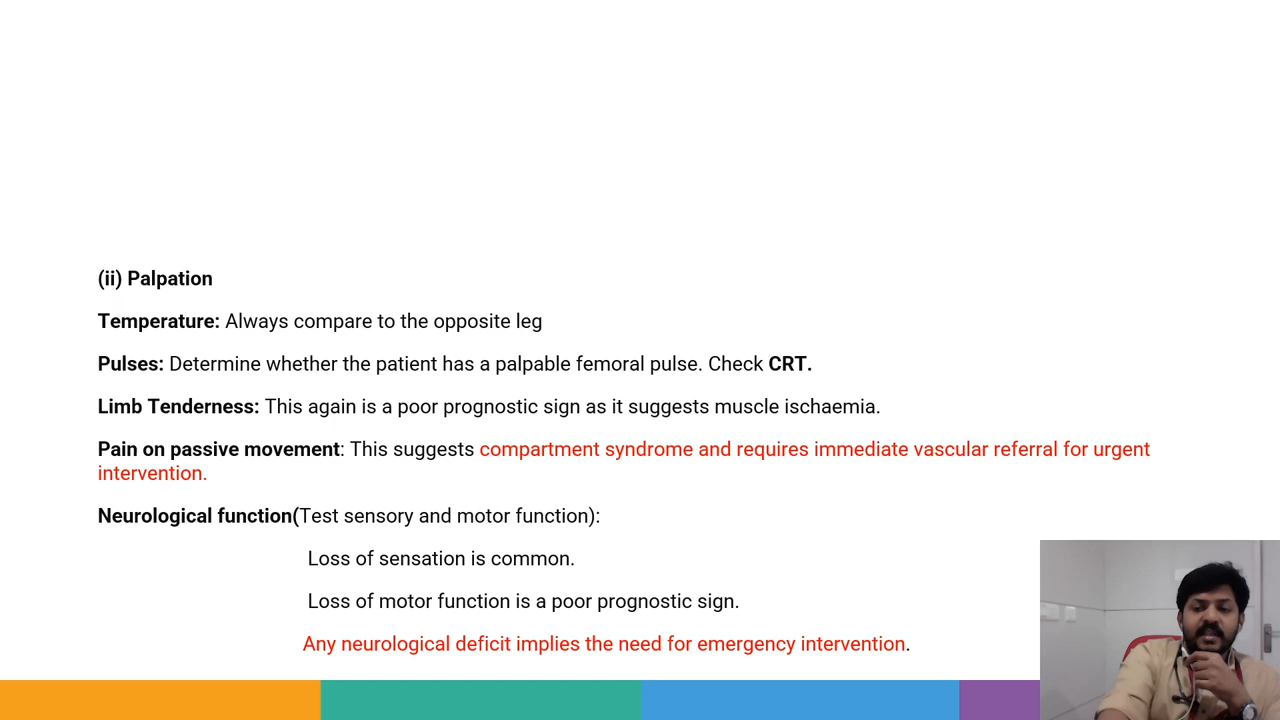 (ii) Palpation
Temperature: Always compare to the opposite leg
Pulses: Determine whether the patient has a palpable femoral pulse. Check CRT.
Limb Tenderness: This again is a poor prognostic sign as it suggests muscle ischaemia.
Pain on passive movement: This suggests compartment syndrome and requires immediate vascular referral for urgent
intervention.
Neurological function(Test sensory and motor function):
Loss of sensation is common.
Loss of motor function is a poor prognostic sign.
Any neurological deficit implies the need for emergency intervention.